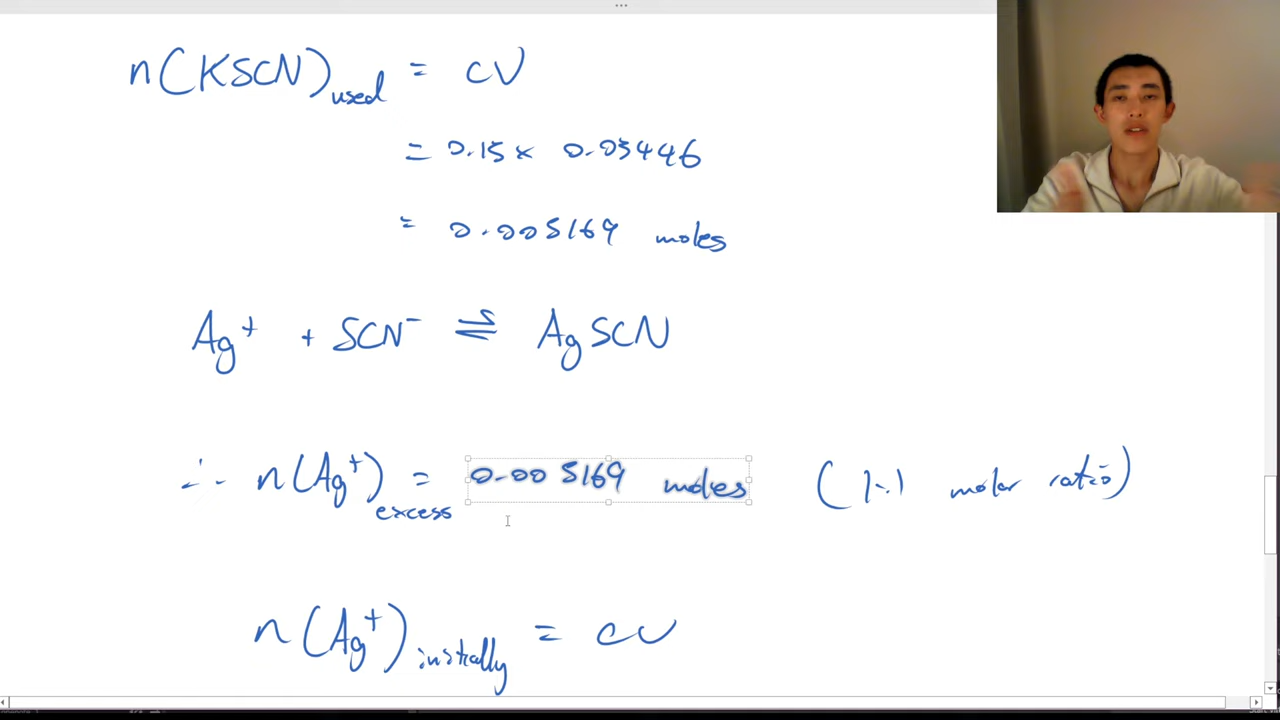 n(KSCN)used = cV
= 0.15 × 0.03446
= 0.005169 moles
Ag+ + SCN- ⇌ AgSCN
∴ n(Ag+)excess = 0.005169 moles (1:1 molar ratio)
n(Ag+)initially = cV